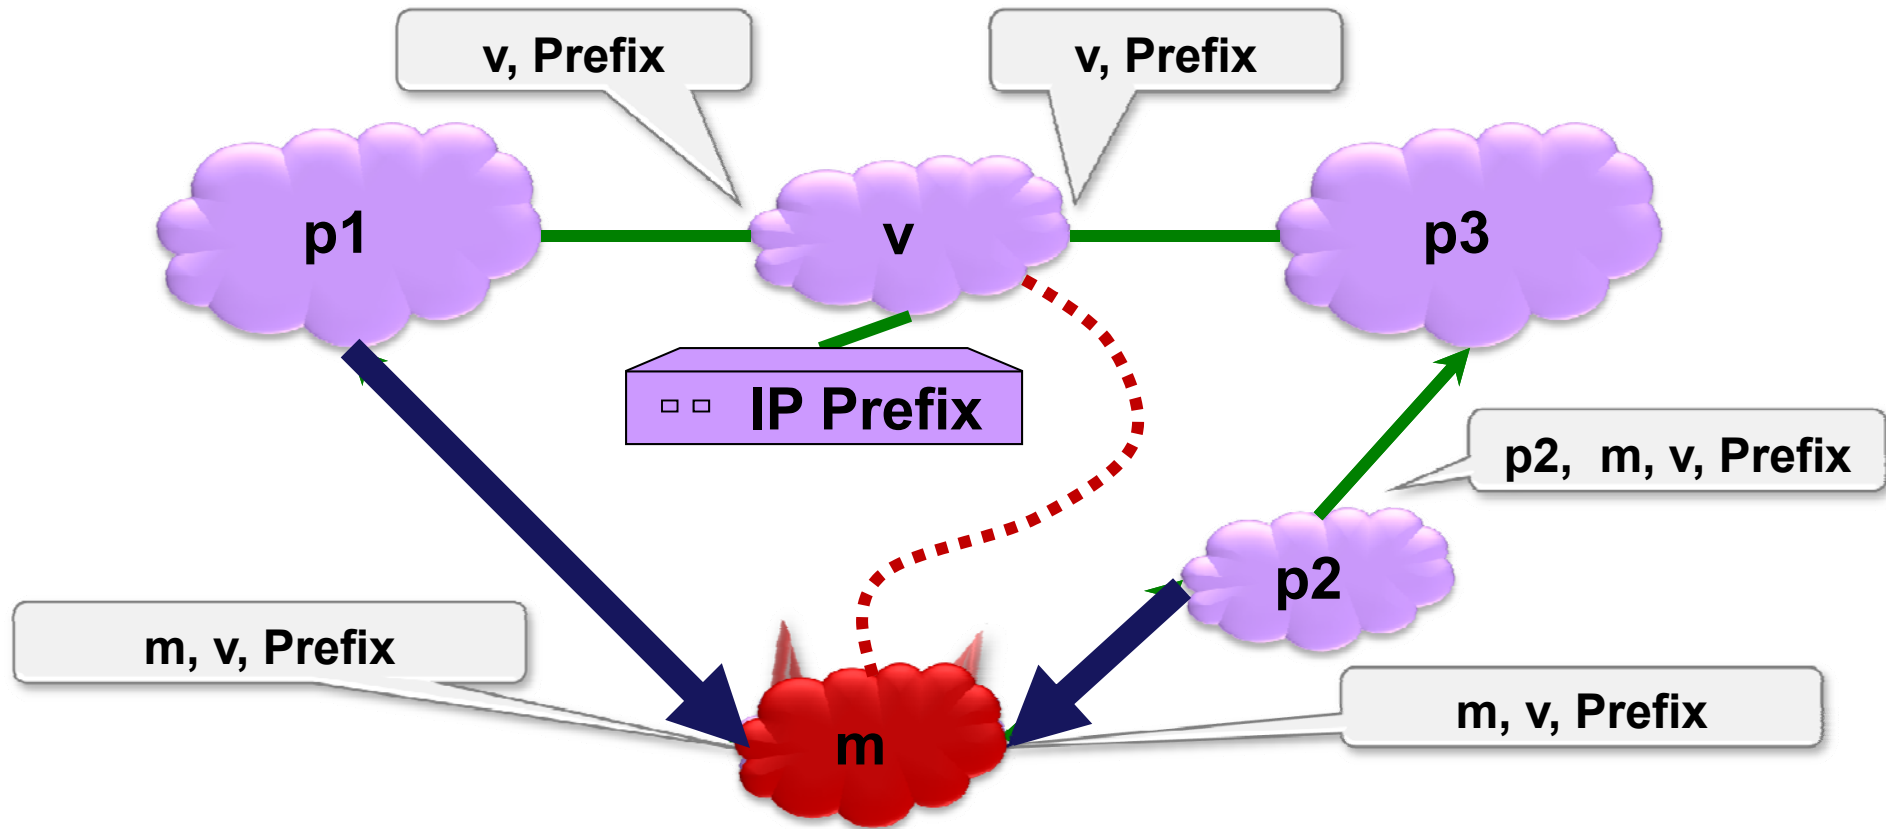 v, Prefix
v, Prefix
p1
v
p3
IP Prefix
p2, m, v, Prefix
p2
m, v, Prefix
m, v, Prefix
m